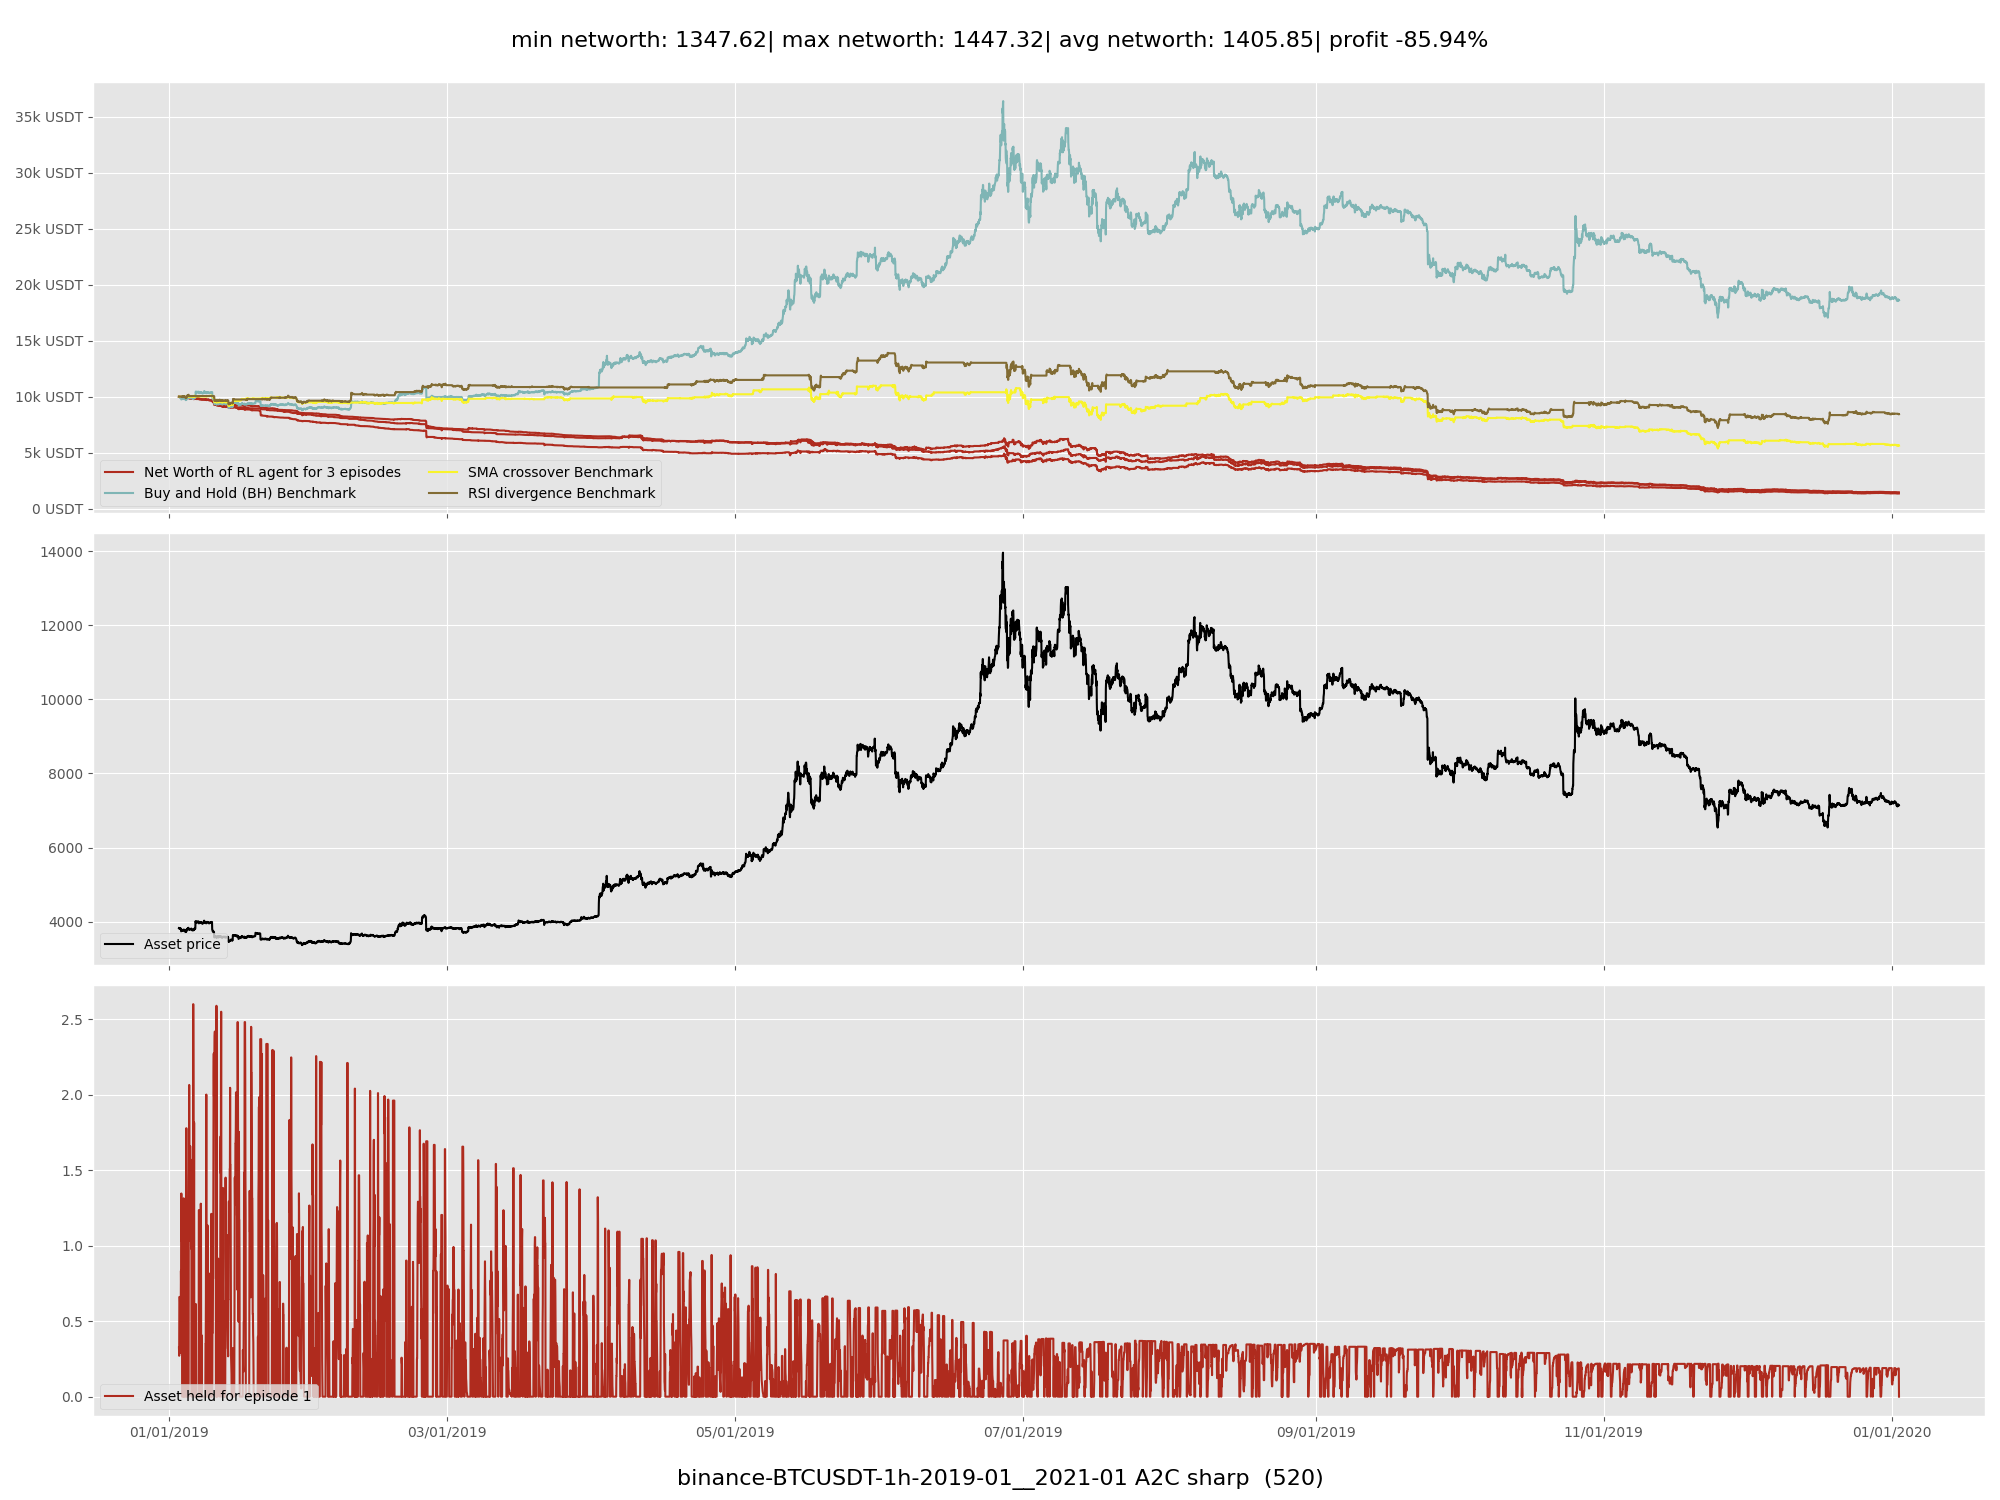 min networth: 1347.62| max networth: 1447.32| avg networth: 1405.85| profit -85.94%
35k USDT
30k USDT
25k USDT
20k USDT
15k USDT
10k USDT
5k USDT
0 USDT
Net Worth of RL agent for 3 episodes
Buy and Hold (BH) Benchmark
SMA crossover Benchmark
RSI divergence Benchmark
14000
12000
10000
8000
6000
4000
Asset price
2.5
2.0
1.5
1.0
0.5
0.0
Asset held for episode 1
01/01/2019
03/01/2019
05/01/2019
07/01/2019
09/01/2019
11/01/2019
01/01/2020
binance-BTCUSDT-1h-2019-01__2021-01 A2C sharp (520)